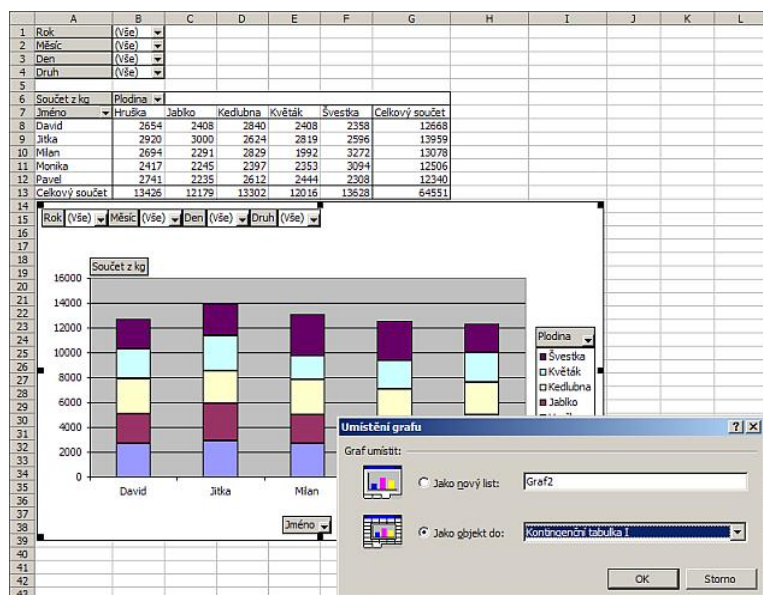 A B C D E F G H I J K L
1 Rok (Vše)
2 Měsíc (Vše)
3 Den (Vše)
4 Druh (Vše)
5
6 Součet z kg Plodina
7 Jméno Hruška Jablko Kedlubna Květák Švestka Celkový součet
8 David 2654 2408 2840 2408 2358 12668
9 Jitka 2920 3000 2624 2819 2596 13959
10 Milan 2694 2291 2829 1992 3272 13078
11 Monika 2417 2245 2397 2353 3094 12506
12 Pavel 2741 2235 2612 2444 2308 12340
13 Celkový součet 13426 12179 13302 12016 13628 64551
14
15 Rok (Vše) Měsíc (Vše) Den (Vše) Druh (Vše)
16
17
18
19 Součet z kg
20 16000
21
22 14000
23 12000
24 Plodina
25 10000 Švestka
26 Květák
27 8000
28 Kedlubna
29 6000 Jablko
30
31 4000
32
33 2000
34
35 0
36 David Jitka Milan
37
38 Jméno
39
40
41
42
Umístění grafu
Graf umístit:
Jako nový list: Graf2
Jako objekt do: Kontingenční tabulka I
OK Storno